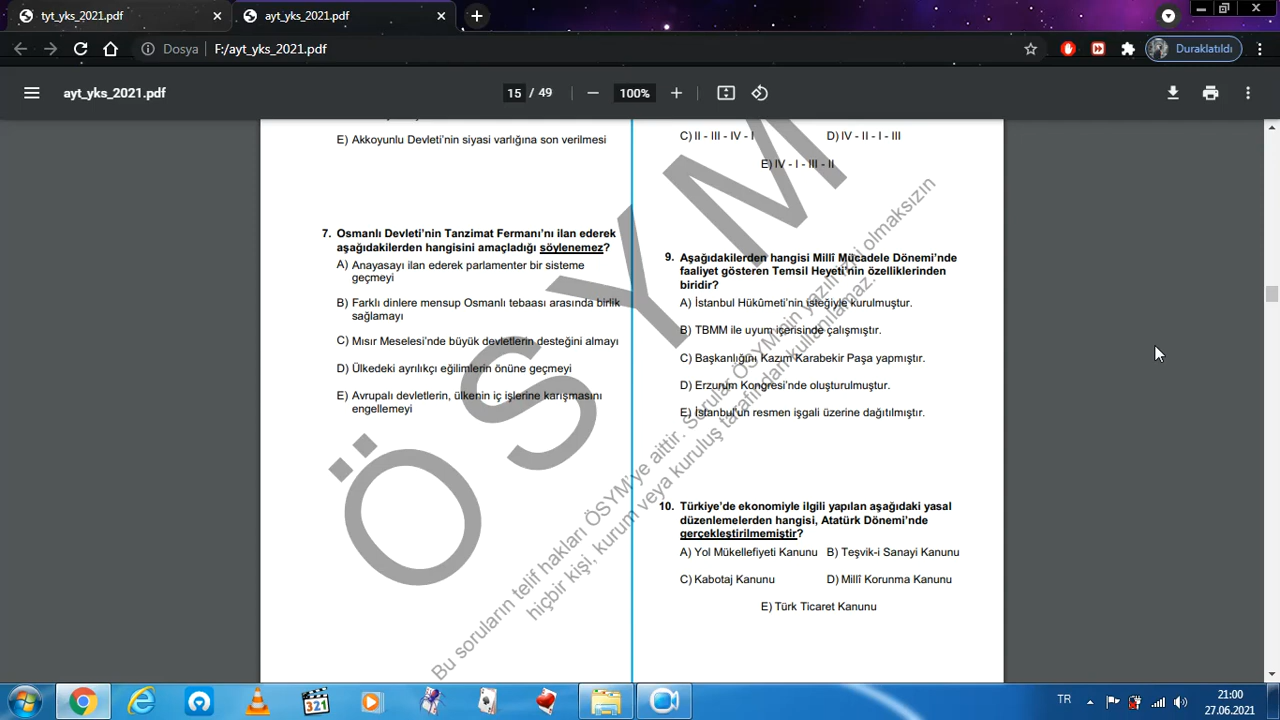 tyt_yks_2021.pdf
ayt_yks_2021.pdf
Dosya
F:/ayt_yks_2021.pdf
Duraklatıldı
ayt_yks_2021.pdf
15 / 49
100%
E) Akkoyunlu Devleti'nin siyasi varlığına son verilmesi
7. Osmanlı Devleti'nin Tanzimat Fermanı'nı ilan ederek
aşağıdakilerden hangisini amaçladığı söylenemez?
A) Anayasayı ilan ederek parlamenter bir sisteme
geçmeyi
B) Farklı dinlere mensup Osmanlı tebaası arasında birlik
sağlamayı
C) Mısır Meselesi'nde büyük devletlerin desteğini almayı
D) Ülkedeki ayrılıkçı eğilimlerin önüne geçmeyi
E) Avrupalı devletlerin, ülkenin iç işlerine karışmasını
engellemeyi
C) II - III - IV - I
D) IV - II - I - III
E) IV - I - III - II
9. Aşağıdakilerden hangisi Millî Mücadele Dönemi'nde
faaliyet gösteren Temsil Heyeti'nin özelliklerinden
biridir?
A) İstanbul Hükûmeti'nin isteğiyle kurulmuştur.
B) TBMM ile uyum içerisinde çalışmıştır.
C) Başkanlığını Kazım Karabekir Paşa yapmıştır.
D) Erzurum Kongresi'nde oluşturulmuştur.
E) İstanbul'un resmen işgali üzerine dağıtılmıştır.
10. Türkiye'de ekonomiyle ilgili yapılan aşağıdaki yasal
düzenlemelerden hangisi, Atatürk Dönemi'nde
gerçekleştirilmemiştir?
A) Yol Mükellefiyeti Kanunu
B) Teşvik-i Sanayi Kanunu
C) Kabotaj Kanunu
D) Millî Korunma Kanunu
E) Türk Ticaret Kanunu
ÖSYM
Bu soruların telif hakları ÖSYM'ye aittir. Sorular ÖSYM'nin yazılı izni olmaksızın
hiçbir kişi, kurum veya kuruluş tarafından kullanılamaz.
321
TR
21:00
27.06.2021